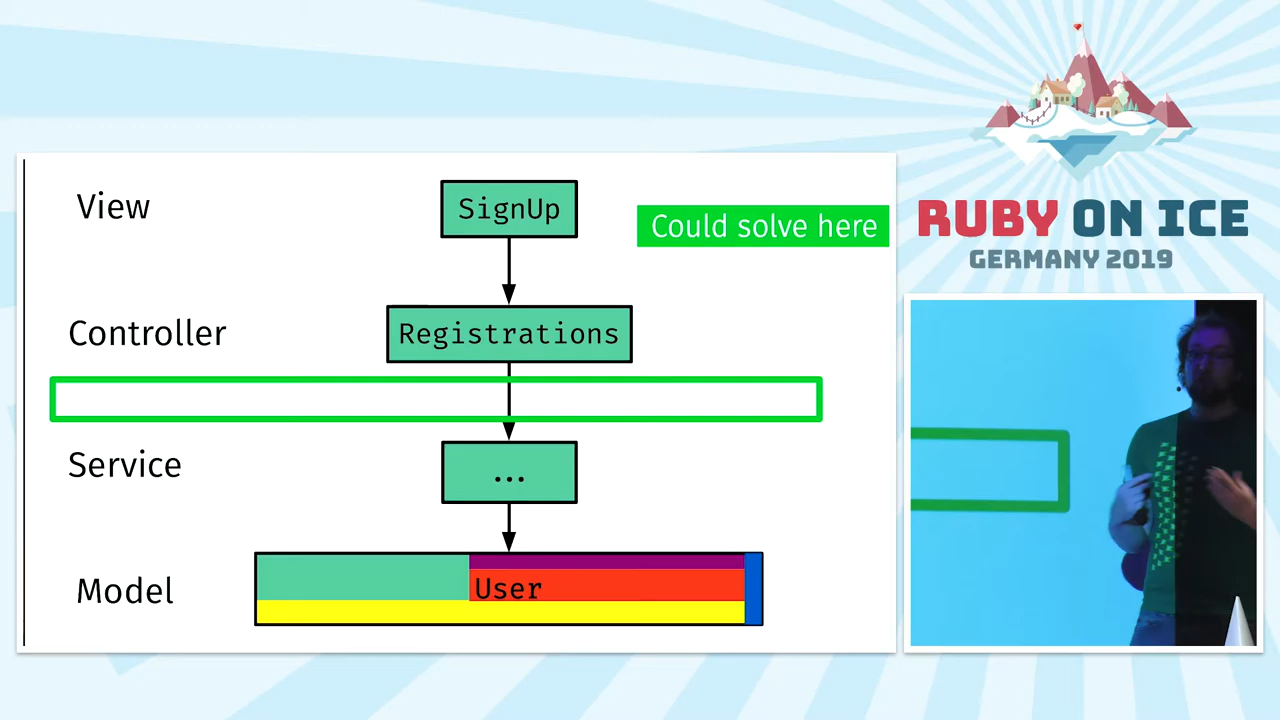 View
SignUp
Could solve here
Controller
Registrations
Service
...
Model
User
RUBY ON ICE
GERMANY 2019